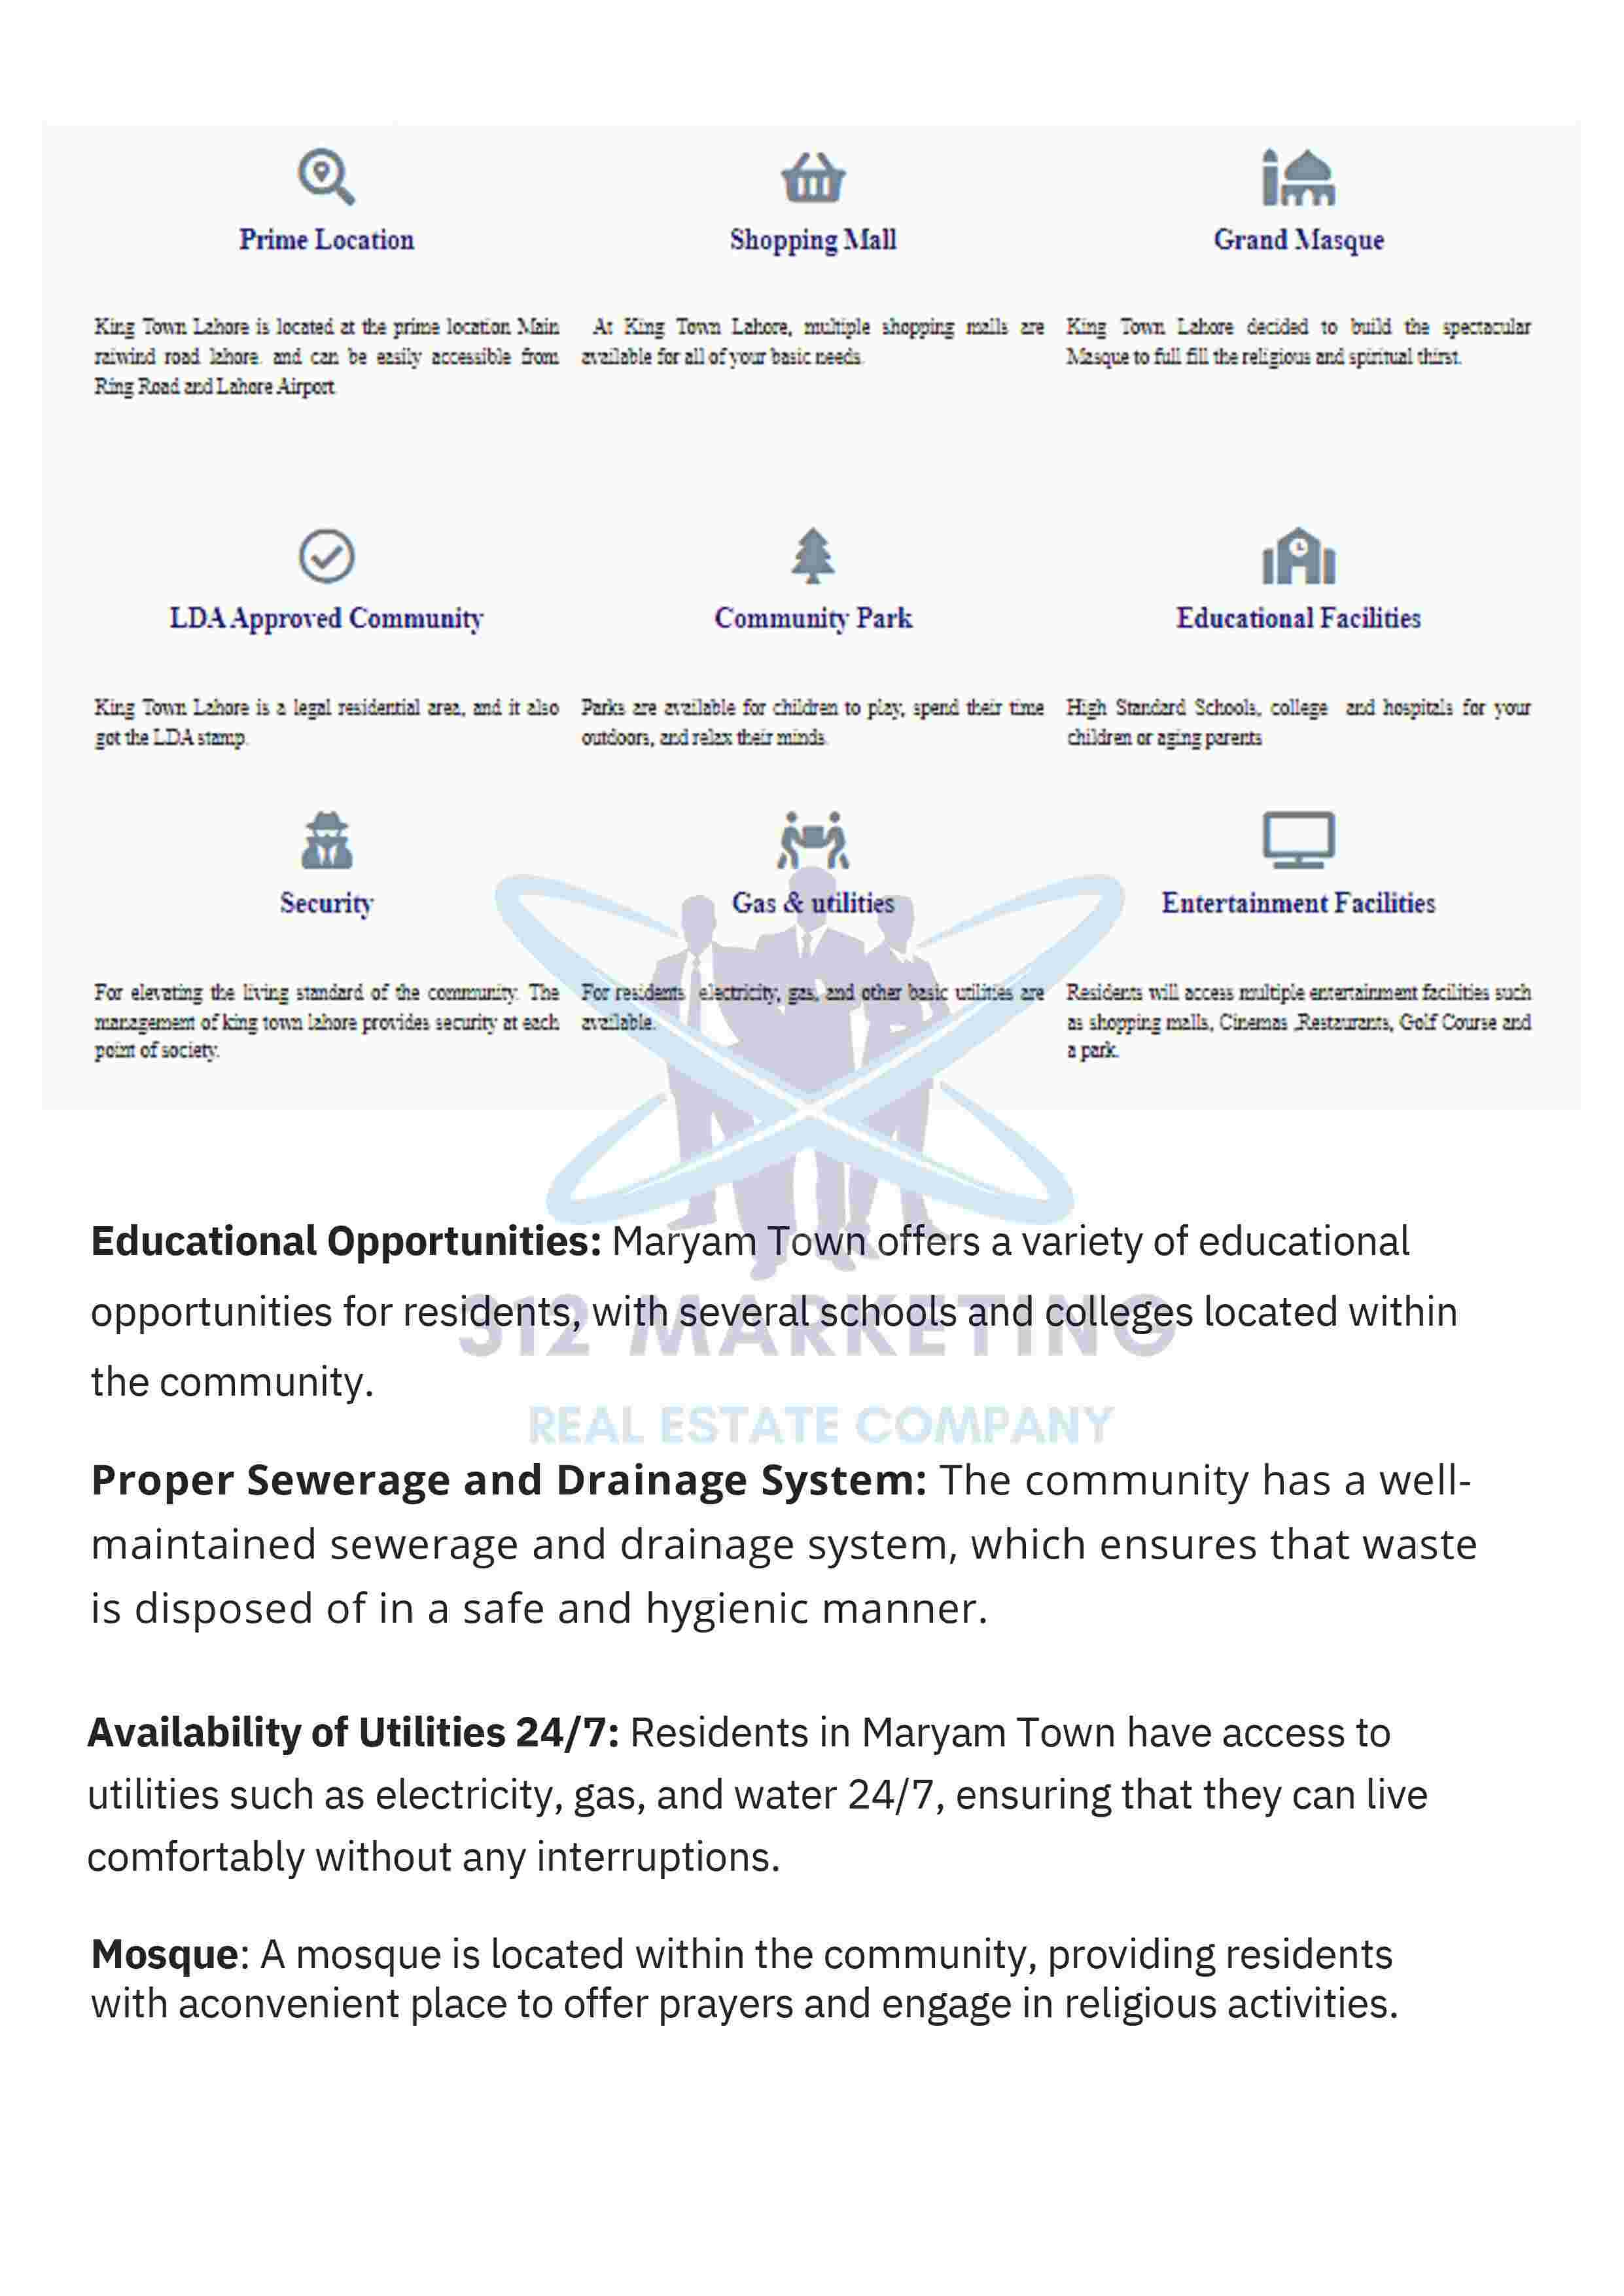 Prime Location
King Town Lahore is located at the prime location Main
raiwind road lahore. and can be easily accessible from
Ring Road and Lahore Airport
Shopping Mall
At King Town Lahore, multiple shopping malls are
available for all of your basic needs.
Grand Masque
King Town Lahore decided to build the spectacular
Masque to full fill the religious and spiritual thirst.
LDA Approved Community
King Town Lahore is a legal residential area, and it also
got the LDA stamp.
Community Park
Parks are available for children to play, spend their time
outdoors, and relax their minds.
Educational Facilities
High Standard Schools, college and hospitals for your
children or aging parents
Security
For elevating the living standard of the community. The
management of king town lahore provides security at each
point of society.
Gas & utilities
For residents electricity, gas, and other basic utilities are
available.
Entertainment Facilities
Residents will access multiple entertainment facilities such
as shopping malls, Cinemas ,Restaurants, Golf Course and
a park.
Educational Opportunities: Maryam Town offers a variety of educational
opportunities for residents, with several schools and colleges located within
the community.
312 MARKETING
REAL ESTATE COMPANY
Proper Sewerage and Drainage System: The community has a well-
maintained sewerage and drainage system, which ensures that waste
is disposed of in a safe and hygienic manner.
Availability of Utilities 24/7: Residents in Maryam Town have access to
utilities such as electricity, gas, and water 24/7, ensuring that they can live
comfortably without any interruptions.
Mosque: A mosque is located within the community, providing residents
with aconvenient place to offer prayers and engage in religious activities.